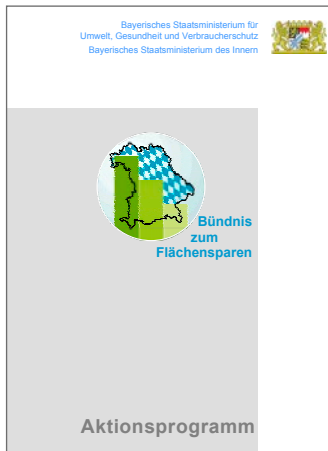 Bayerisches Staatsministerium für
Umwelt, Gesundheit und Verbraucherschutz
Bayerisches Staatsministerium des Innern
Bündnis
zum
Flächensparen
Aktionsprogramm